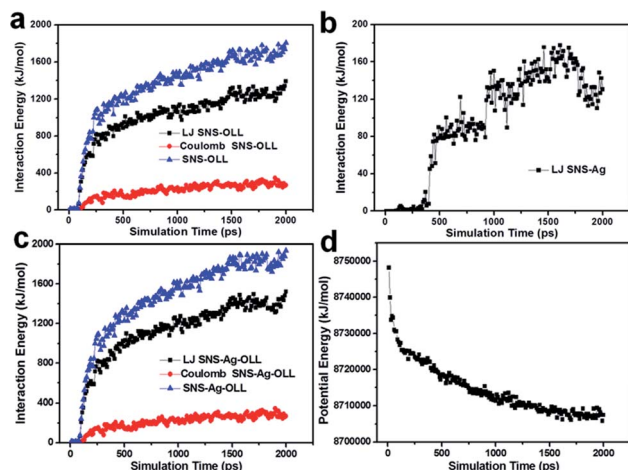 a
Interaction Energy (kJ/mol)
2000
1600
1200
800
400
0
LJ SNS-OLL
Coulomb SNS-OLL
SNS-OLL
0 500 1000 1500 2000
Simulation Time (ps)
b
Interaction Energy (kJ/mol)
200
150
100
50
0
LJ SNS-Ag
0 500 1000 1500 2000
Simulation Time (ps)
c
Interaction Energy (kJ/mol)
2000
1600
1200
800
400
0
LJ SNS-Ag-OLL
Coulomb SNS-Ag-OLL
SNS-Ag-OLL
0 500 1000 1500 2000
Simulation Time (ps)
d
Potential Energy (kJ/mol)
8750000
8740000
8730000
8720000
8710000
8700000
0 500 1000 1500 2000
Simulation Time (ps)